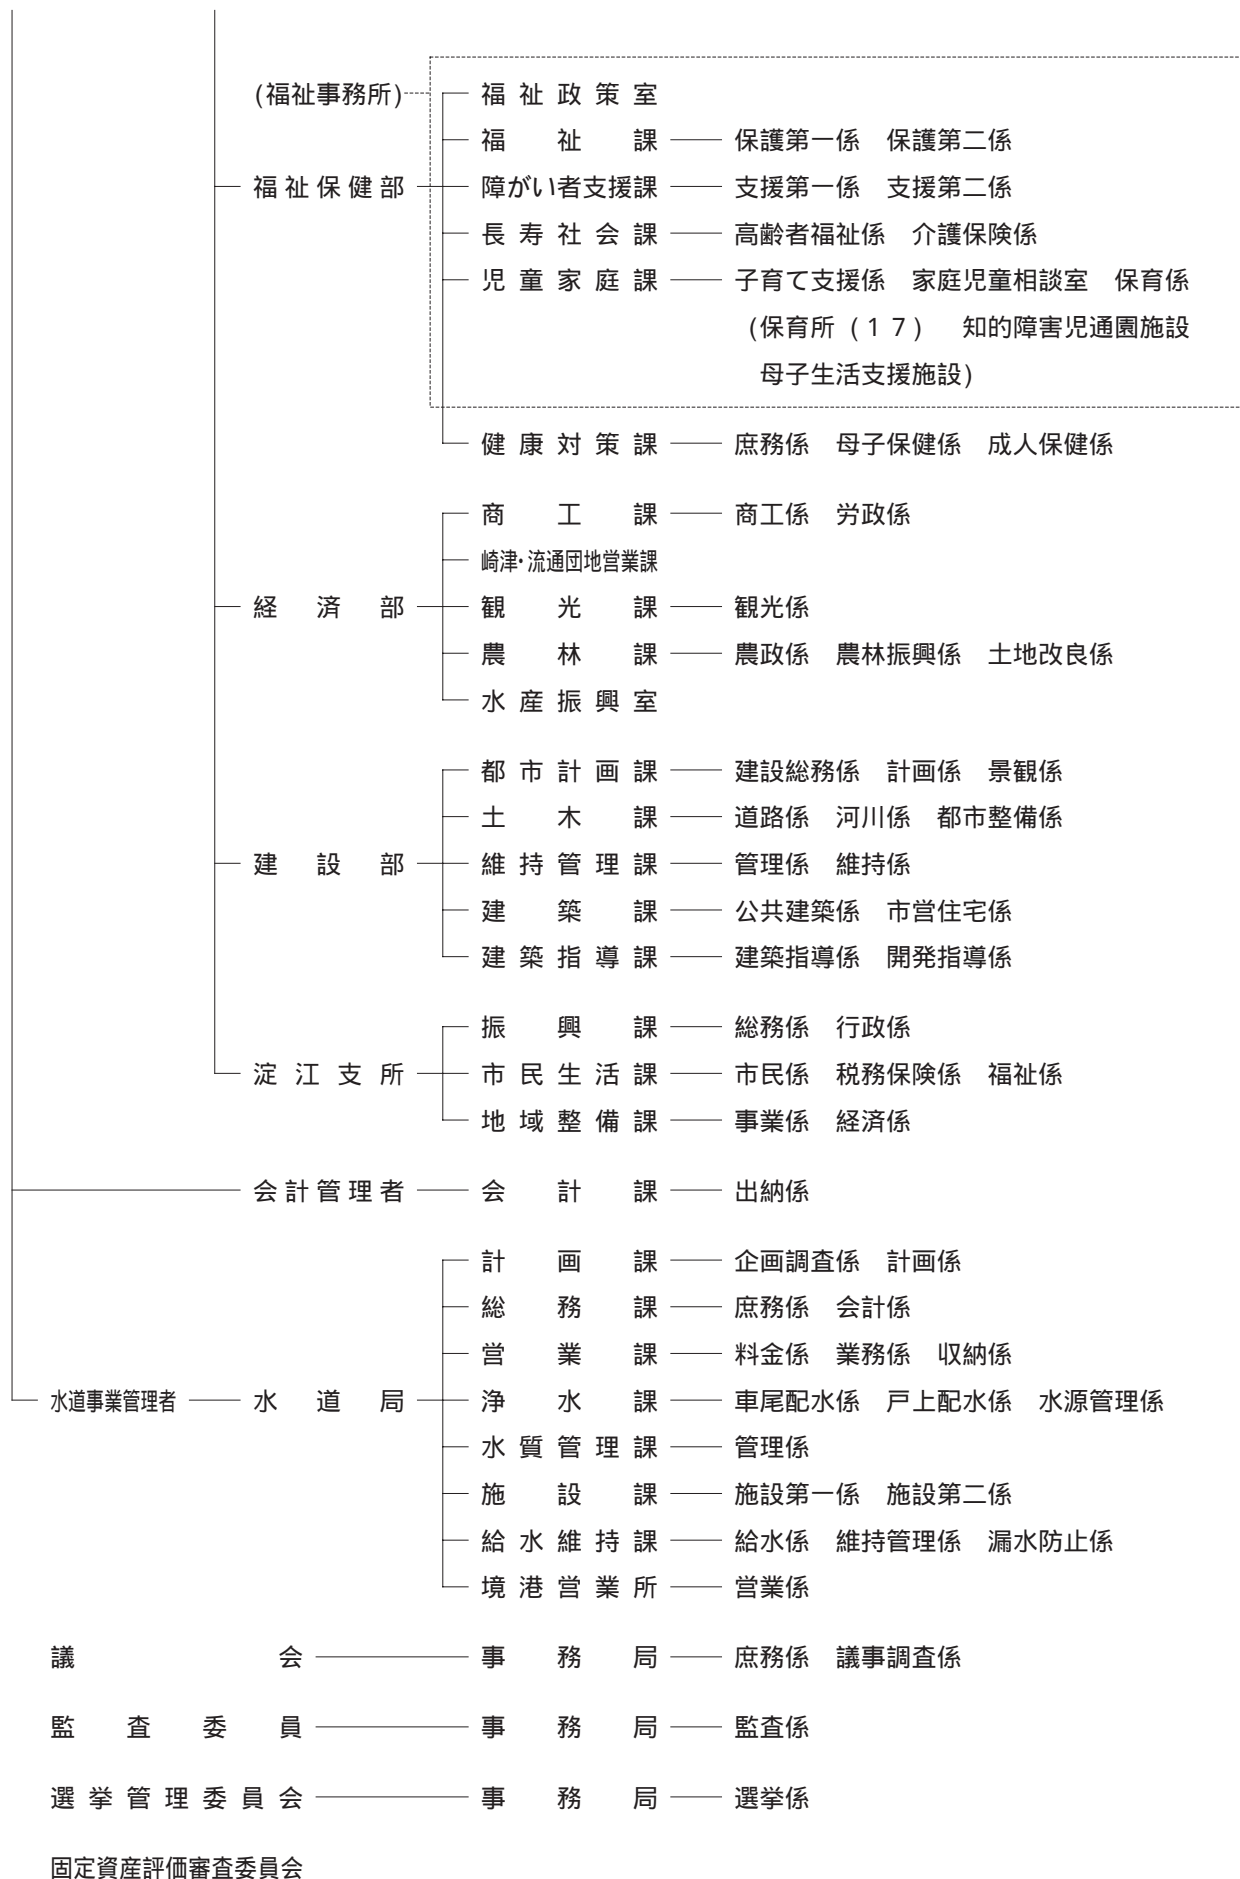 (福祉事務所) 福祉政策室
福祉課 保護第一係 保護第二係
福祉保健部 障がい者支援課 支援第一係 支援第二係
長寿社会課 高齢者福祉係 介護保険係
児童家庭課 子育て支援係 家庭児童相談室 保育係
(保育所(17) 知的障害児通園施設
母子生活支援施設)
健康対策課 庶務係 母子保健係 成人保健係
商工課 商工係 労政係
崎津・流通団地営業課
経済部 観光課 観光係
農林課 農政係 農林振興係 土地改良係
水産振興室
都市計画課 建設総務係 計画係 景観係
土木課 道路係 河川係 都市整備係
建設部 維持管理課 管理係 維持係
建築課 公共建築係 市営住宅係
建築指導課 建築指導係 開発指導係
振興課 総務係 行政係
淀江支所 市民生活課 市民係 税務保険係 福祉係
地域整備課 事業係 経済係
会計管理者 会計課 出納係
計画課 企画調査係 計画係
総務課 庶務係 会計係
営業課 料金係 業務係 収納係
水道事業管理者 水道局 浄水課 車尾配水係 戸上配水係 水源管理係
水質管理課 管理係
施設課 施設第一係 施設第二係
給水維持課 給水係 維持管理係 漏水防止係
境港営業所 営業係
議会 事務局 庶務係 議事調査係
監査委員 事務局 監査係
選挙管理委員会 事務局 選挙係
固定資産評価審査委員会